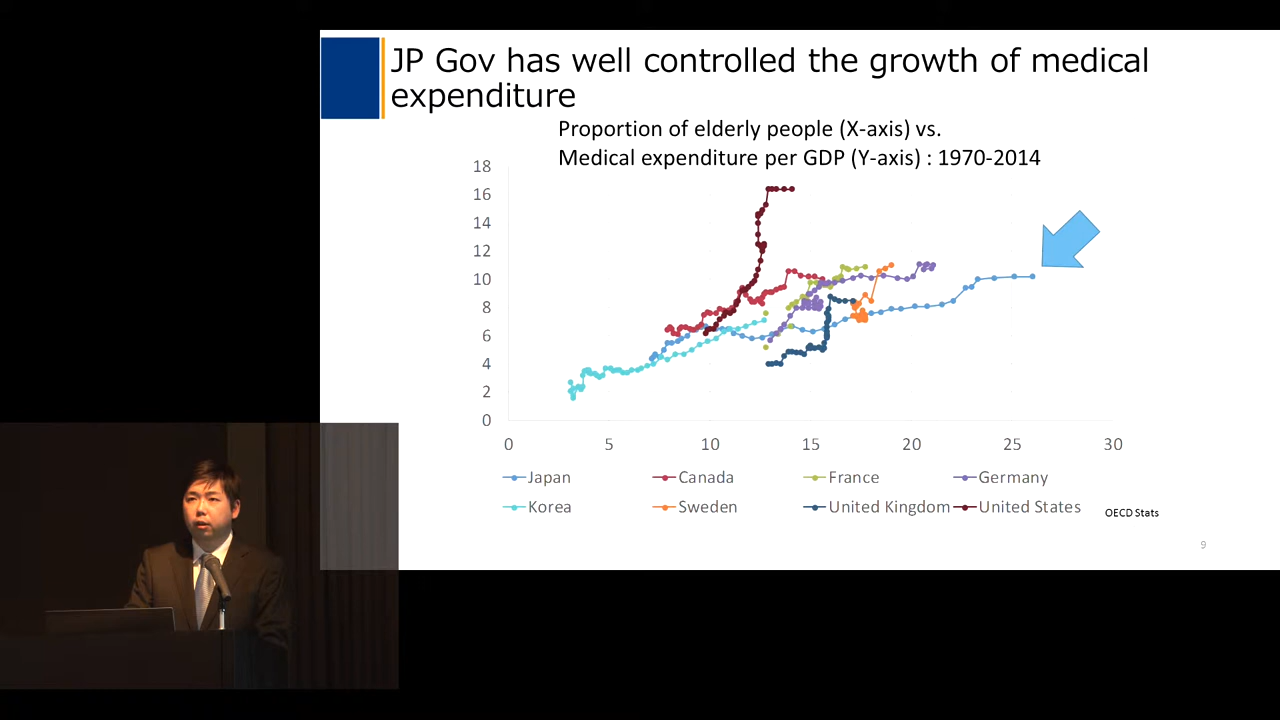 JP Gov has well controlled the growth of medical
expenditure
Proportion of elderly people (X-axis) vs.
Medical expenditure per GDP (Y-axis) : 1970-2014
18
16
14
12
10
8
6
4
2
0
0 5 10 15 20 25 30
Japan Canada France Germany
Korea Sweden United Kingdom United States
OECD Stats
9